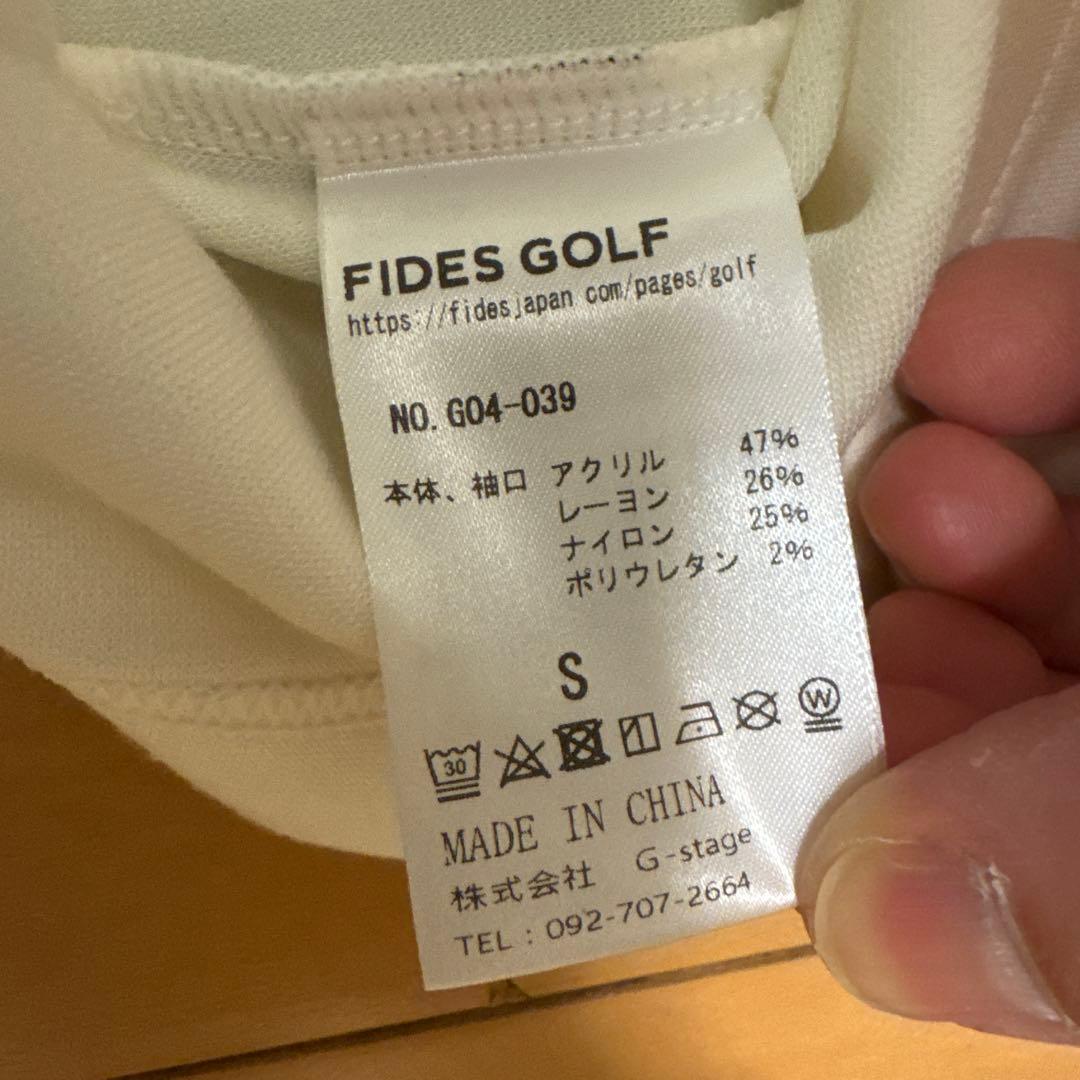 FIDES GOLF
https://fidesjapan.com/pages/golf
NO.G04-039
本体、袖口 アクリル 47%
レーヨン 26%
ナイロン 25%
ポリウレタン 2%
S
30 W
MADE IN CHINA
株式会社 G-stage
TEL：092-707-2664